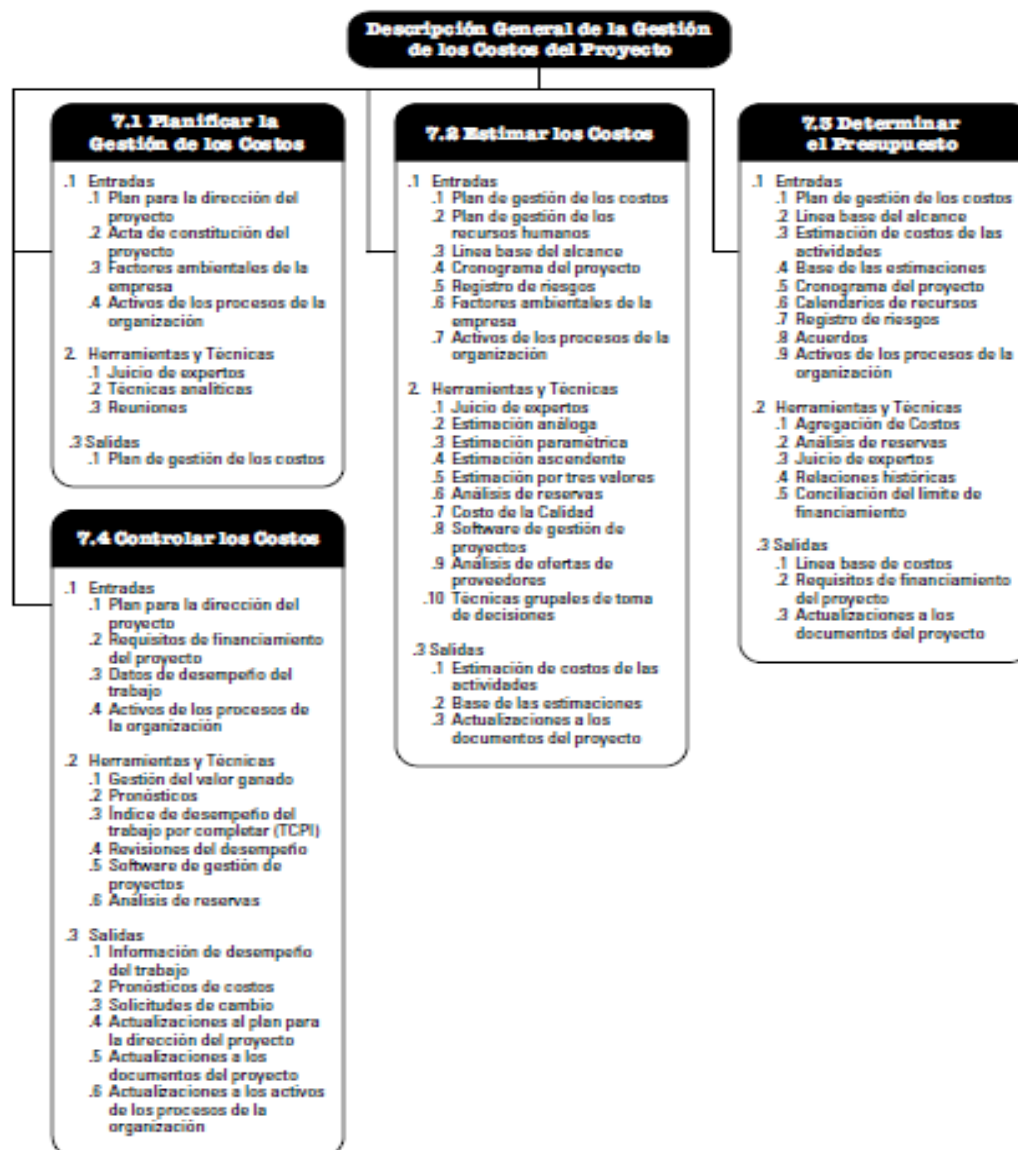 Descripción General de la Gestión
de los Costos del Proyecto
7.1 Planificar la
Gestión de los Costos
.1 Entradas
.1 Plan para la dirección del
proyecto
.2 Acta de constitución del
proyecto
.3 Factores ambientales de la
empresa
.4 Activos de los procesos de la
organización
2. Herramientas y Técnicas
.1 Juicio de expertos
.2 Técnicas analíticas
.3 Reuniones
.3 Salidas
.1 Plan de gestión de los costos
7.2 Estimar los Costos
.1 Entradas
.1 Plan de gestión de los costos
.2 Plan de gestión de los
recursos humanos
.3 Línea base del alcance
.4 Cronograma del proyecto
.5 Registro de riesgos
.6 Factores ambientales de la
empresa
.7 Activos de los procesos de la
organización
2. Herramientas y Técnicas
.1 Juicio de expertos
.2 Estimación análoga
.3 Estimación paramétrica
.4 Estimación ascendente
.5 Estimación por tres valores
.6 Análisis de reservas
.7 Costo de la Calidad
.8 Software de gestión de
proyectos
.9 Análisis de ofertas de
proveedores
.10 Técnicas grupales de toma
de decisiones
.3 Salidas
.1 Estimación de costos de las
actividades
.2 Base de las estimaciones
.3 Actualizaciones a los
documentos del proyecto
7.3 Determinar
el Presupuesto
.1 Entradas
.1 Plan de gestión de los costos
.2 Línea base del alcance
.3 Estimación de costos de las
actividades
.4 Base de las estimaciones
.5 Cronograma del proyecto
.6 Calendarios de recursos
.7 Registro de riesgos
.8 Acuerdos
.9 Activos de los procesos de la
organización
.2 Herramientas y Técnicas
.1 Agregación de Costos
.2 Análisis de reservas
.3 Juicio de expertos
.4 Relaciones históricas
.5 Conciliación del límite de
financiamiento
.3 Salidas
.1 Línea base de costos
.2 Requisitos de financiamiento
del proyecto
.3 Actualizaciones a los
documentos del proyecto
7.4 Controlar los Costos
.1 Entradas
.1 Plan para la dirección del
proyecto
.2 Requisitos de financiamiento
del proyecto
.3 Datos de desempeño del
trabajo
.4 Activos de los procesos de
la organización
.2 Herramientas y Técnicas
.1 Gestión del valor ganado
.2 Pronósticos
.3 Índice de desempeño del
trabajo por completar (TCPI)
.4 Revisiones del desempeño
.5 Software de gestión de
proyectos
.6 Análisis de reservas
.3 Salidas
.1 Información de desempeño
del trabajo
.2 Pronósticos de costos
.3 Solicitudes de cambio
.4 Actualizaciones al plan para
la dirección del proyecto
.5 Actualizaciones a los
documentos del proyecto
.6 Actualizaciones a los activos
de los procesos de la
organización